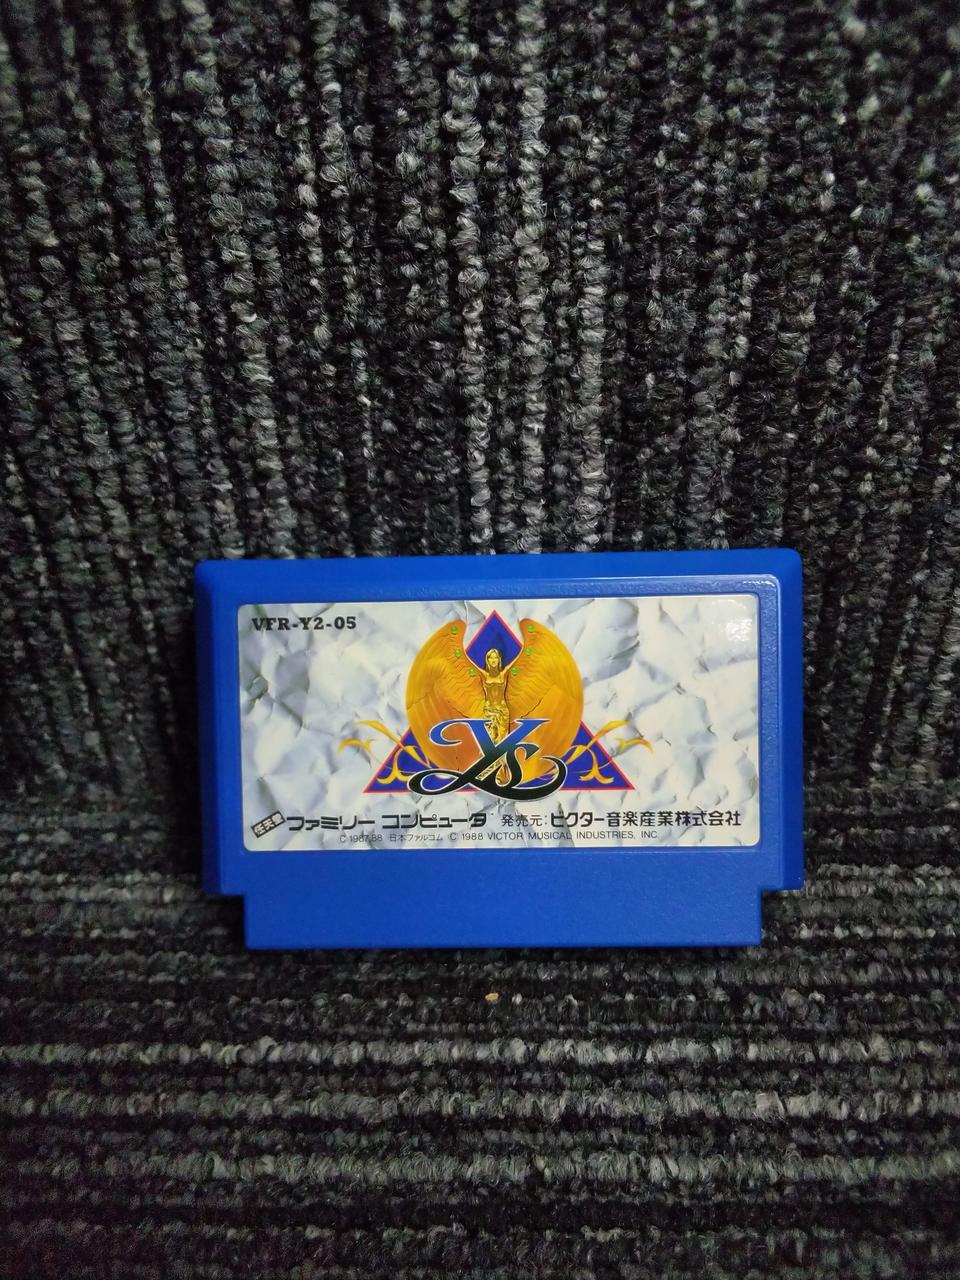 VFR-Y2-05
Ys
任天堂 ファミリー コンピュータ 発売元:ビクター音楽産業株式会社
© 1987.88 日本ファルコム © 1988 VICTOR MUSICAL INDUSTRIES, INC